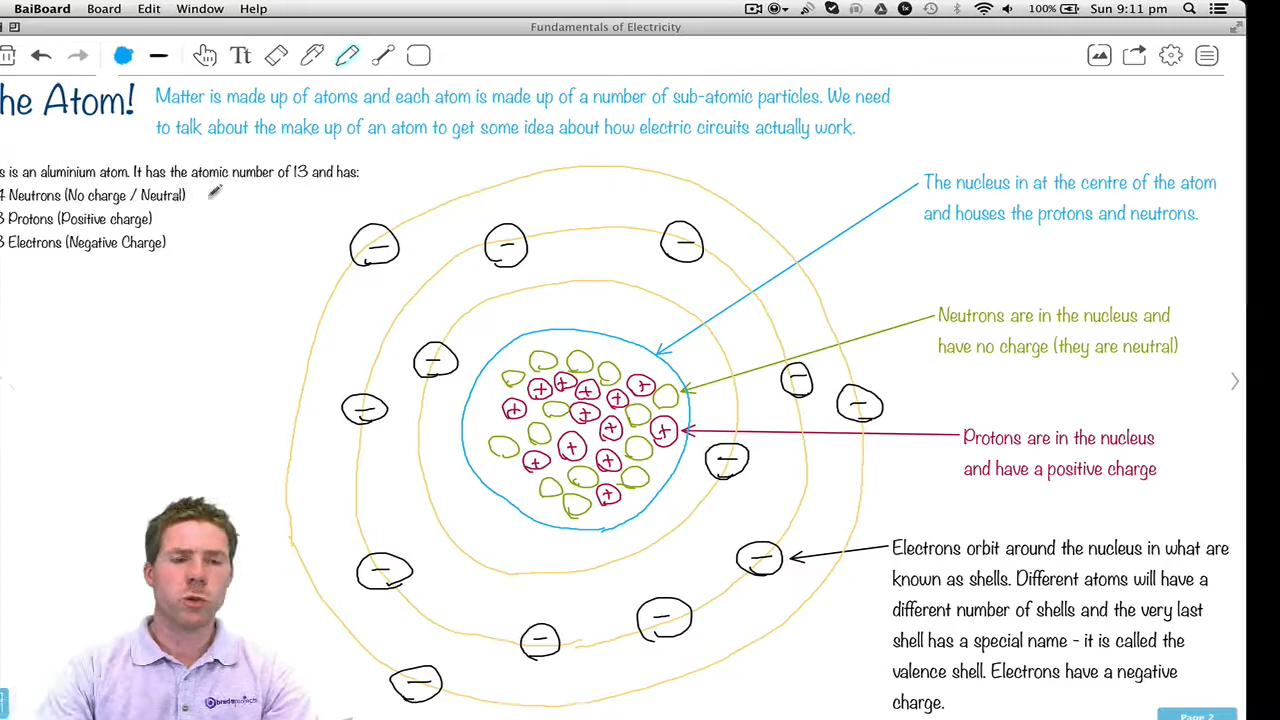 BaiBoard Board Edit Window Help 100% Sun 9:11 pm
Fundamentals of Electricity
Tt
he Atom!
Matter is made up of atoms and each atom is made up of a number of sub-atomic particles. We need
to talk about the make up of an atom to get some idea about how electric circuits actually work.
s is an aluminium atom. It has the atomic number of 13 and has:
4 Neutrons (No charge / Neutral)
3 Protons (Positive charge)
3 Electrons (Negative Charge)
The nucleus in at the centre of the atom
and houses the protons and neutrons.
Neutrons are in the nucleus and
have no charge (they are neutral)
Protons are in the nucleus
and have a positive charge
Electrons orbit around the nucleus in what are
known as shells. Different atoms will have a
different number of shells and the very last
shell has a special name - it is called the
valence shell. Electrons have a negative
charge.
Page 2